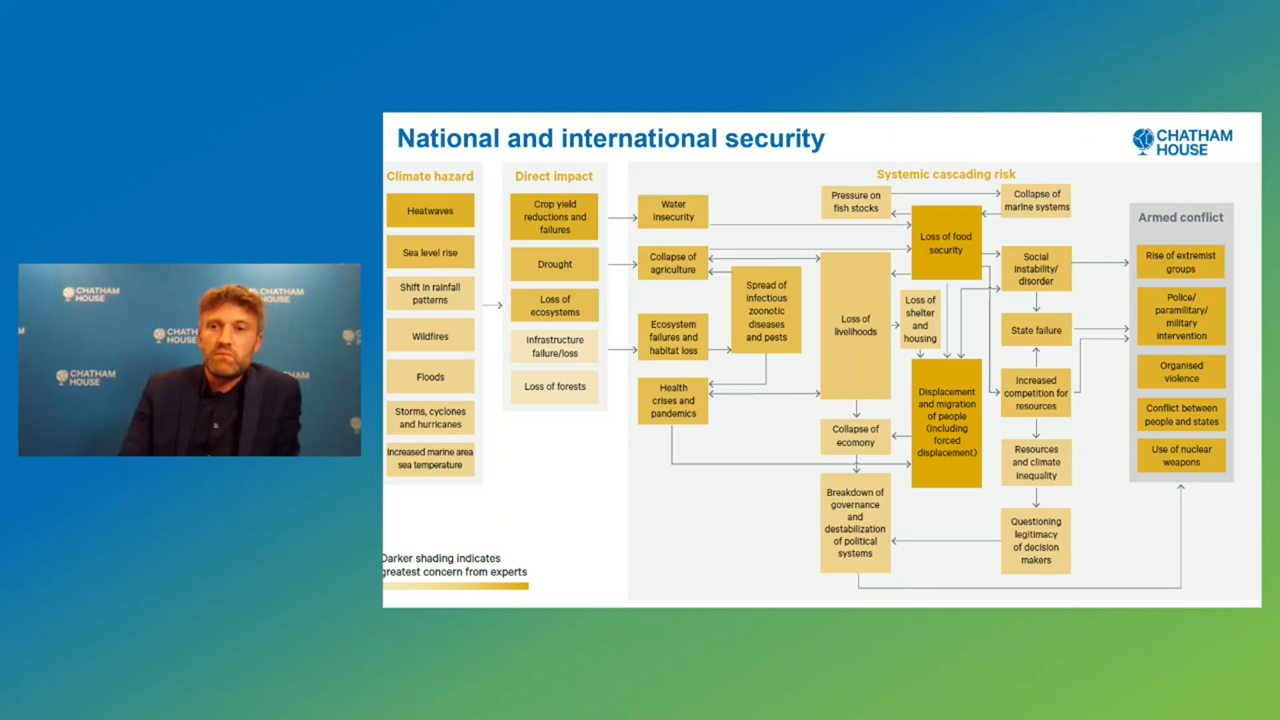 National and international security
CHATHAM
HOUSE
Climate hazard
Heatwaves
Sea level rise
Shift in rainfall
patterns
Wildfires
Floods
Storms, cyclones
and hurricanes
Increased marine area
sea temperature
Direct impact
Crop yield
reductions and
failures
Drought
Loss of
ecosystems
Infrastructure
failure/loss
Loss of forests
Systemic cascading risk
Water
insecurity
Collapse of
agriculture
Ecosystem
failures and
habitat loss
Health
crises and
pandemics
Spread of
infectious
zoonotic
diseases
and pests
Pressure on
fish stocks
Loss of
livelihoods
Collapse of
economy
Breakdown of
governance
and
destabilization
of political
systems
Loss of food
security
Loss of
shelter
and
housing
Displacement
and migration
of people
(including
forced
displacement)
Collapse of
marine systems
Social
instability/
disorder
State failure
Increased
competition for
resources
Resources
and climate
inequality
Questioning
legitimacy
of decision
makers
Armed conflict
Rise of extremist
groups
Police/
paramilitary/
military
intervention
Organised
violence
Conflict between
people and states
Use of nuclear
weapons
Darker shading indicates
greatest concern from experts
CHATHAM
HOUSE
CHATHAM
HOUSE
CHATH
HOUSE
CHATHAM
HOUSE